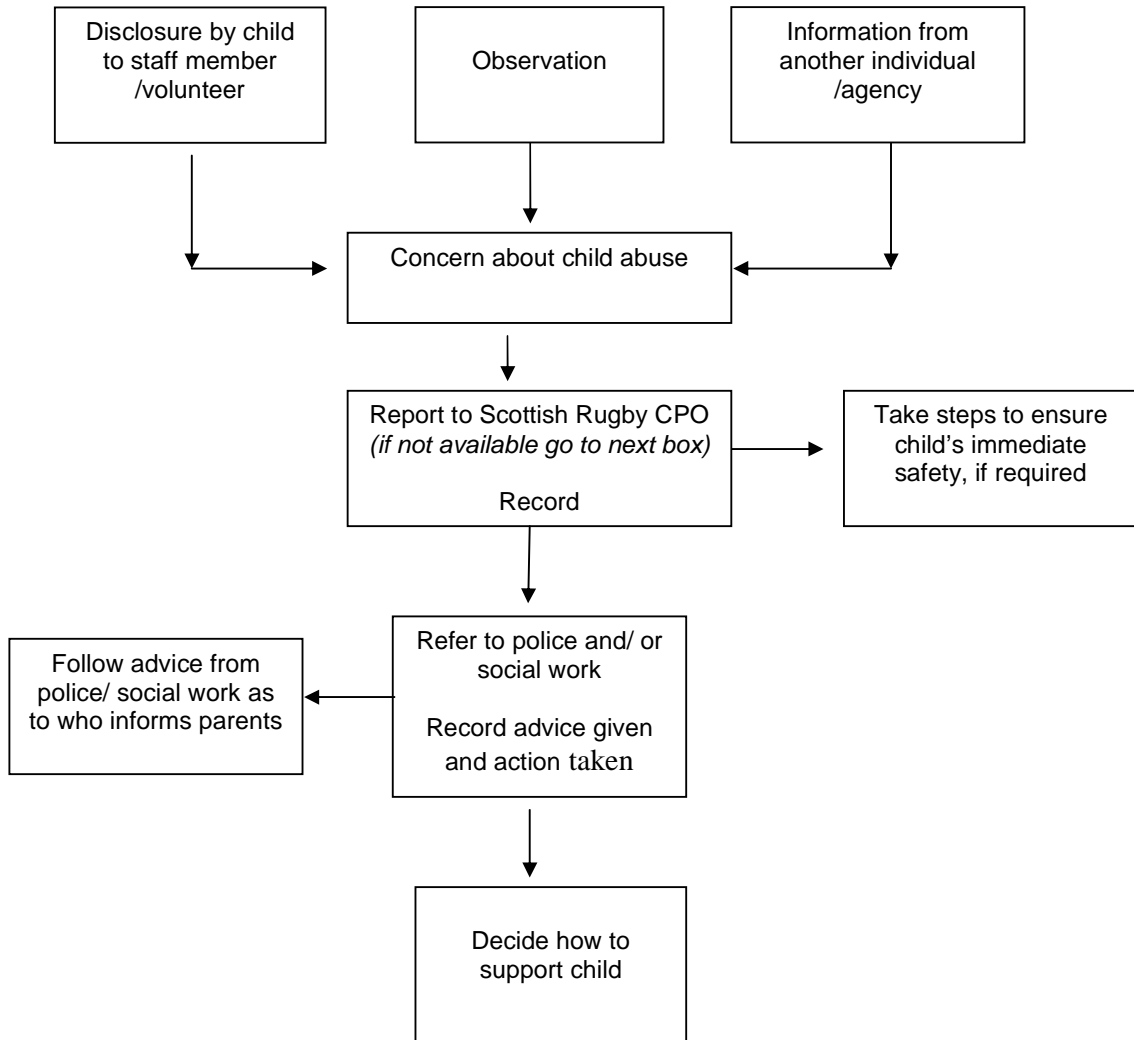 Disclosure by child
to staff member
/volunteer
Observation
Information from
another individual
/agency
Concern about child abuse
Report to Scottish Rugby CPO
(if not available go to next box)
Record
Take steps to ensure
child’s immediate
safety, if required
Refer to police and/ or
social work
Record advice given
and action taken
Follow advice from
police/ social work as
to who informs parents
Decide how to
support child